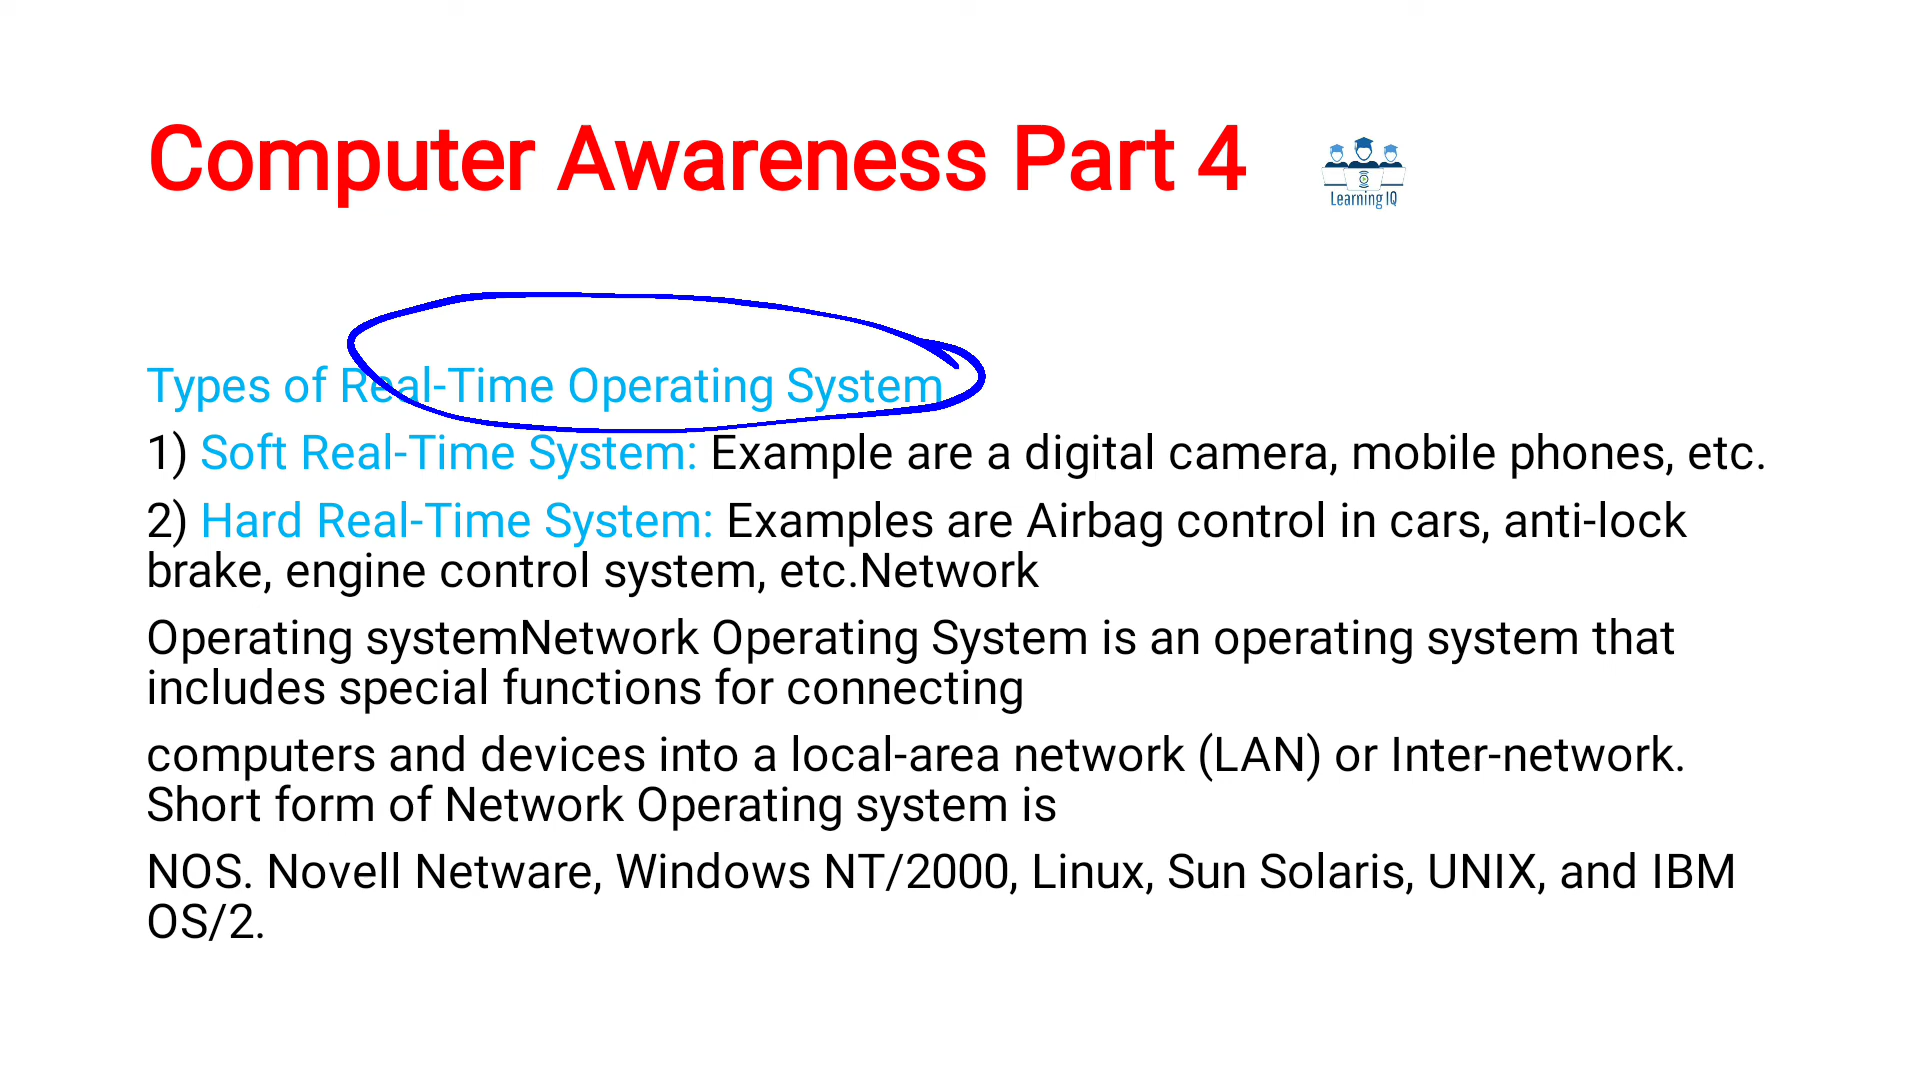 Computer Awareness Part 4
Learning IQ
Types of Real-Time Operating System
1) Soft Real-Time System: Example are a digital camera, mobile phones, etc.
2) Hard Real-Time System: Examples are Airbag control in cars, anti-lock
brake, engine control system, etc.Network
Operating systemNetwork Operating System is an operating system that
includes special functions for connecting
computers and devices into a local-area network (LAN) or Inter-network.
Short form of Network Operating system is
NOS. Novell Netware, Windows NT/2000, Linux, Sun Solaris, UNIX, and IBM
OS/2.